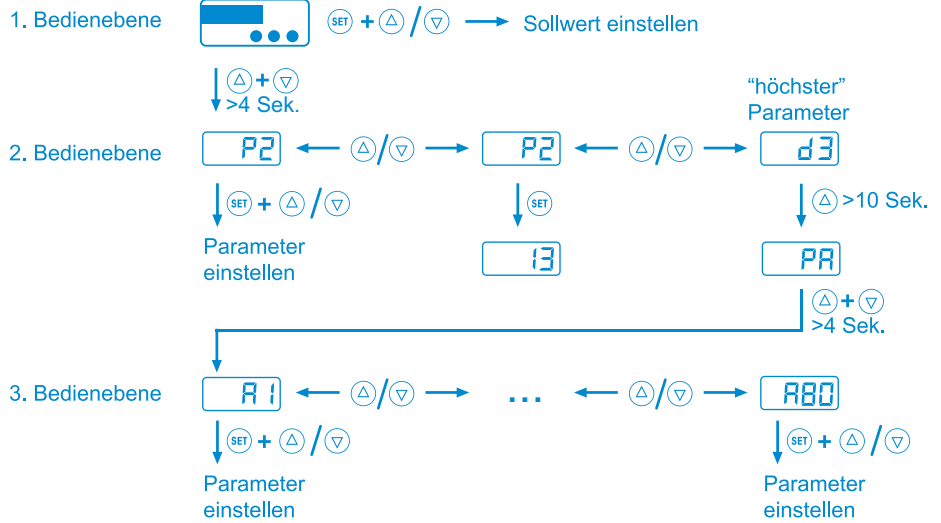 1. Bedienebene SET + △ / ▽ Sollwert einstellen
△ + ▽
>4 Sek.
“höchster”
Parameter
2. Bedienebene P2 △ / ▽ P2 △ / ▽ d3
SET + △ / ▽ SET △ >10 Sek.
Parameter
einstellen
13 PA
△ + ▽
>4 Sek.
3. Bedienebene A1 △ / ▽ ... △ / ▽ A80
SET + △ / ▽ SET + △ / ▽
Parameter
einstellen
Parameter
einstellen